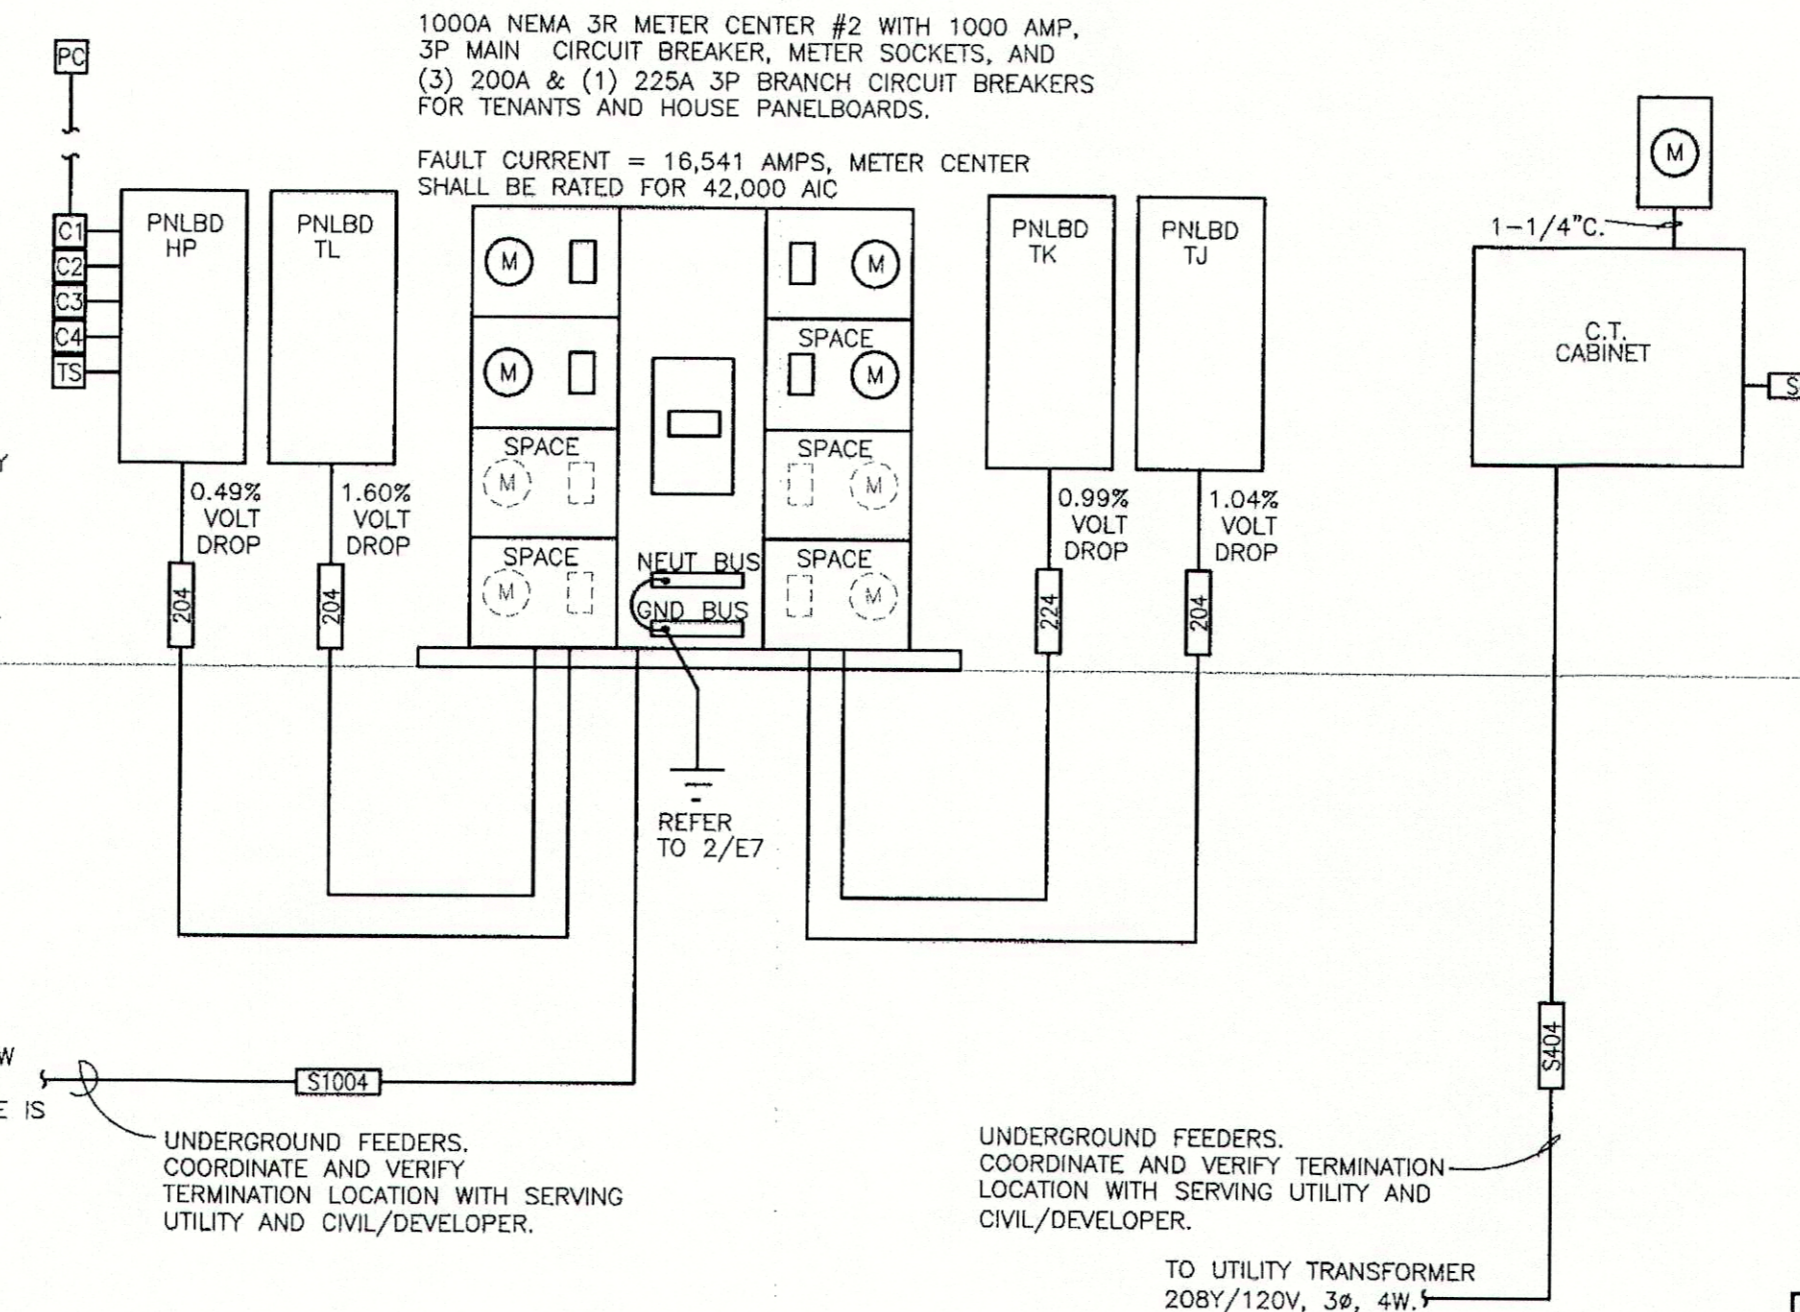 1000A NEMA 3R METER CENTER #2 WITH 1000 AMP,
3P MAIN CIRCUIT BREAKER, METER SOCKETS, AND
(3) 200A & (1) 225A 3P BRANCH CIRCUIT BREAKERS
FOR TENANTS AND HOUSE PANELBOARDS.
FAULT CURRENT = 16,541 AMPS, METER CENTER
SHALL BE RATED FOR 42,000 AIC
PC
C1
C2
C3
C4
TS
PNLBD
HP
PNLBD
TL
M
M
SPACE
M
SPACE
M
M
SPACE
M
SPACE
M
SPACE
M
NEUT BUS
GND BUS
PNLBD
TK
PNLBD
TJ
M
1-1/4"C.
C.T.
CABINET
S
Y
0.49%
VOLT
DROP
1.60%
VOLT
DROP
0.99%
VOLT
DROP
1.04%
VOLT
DROP
204
204
224
204
REFER
TO 2/E7
W
E IS
S1004
S404
UNDERGROUND FEEDERS.
COORDINATE AND VERIFY
TERMINATION LOCATION WITH SERVING
UTILITY AND CIVIL/DEVELOPER.
UNDERGROUND FEEDERS.
COORDINATE AND VERIFY TERMINATION
LOCATION WITH SERVING UTILITY AND
CIVIL/DEVELOPER.
TO UTILITY TRANSFORMER
208Y/120V, 3ø, 4W.